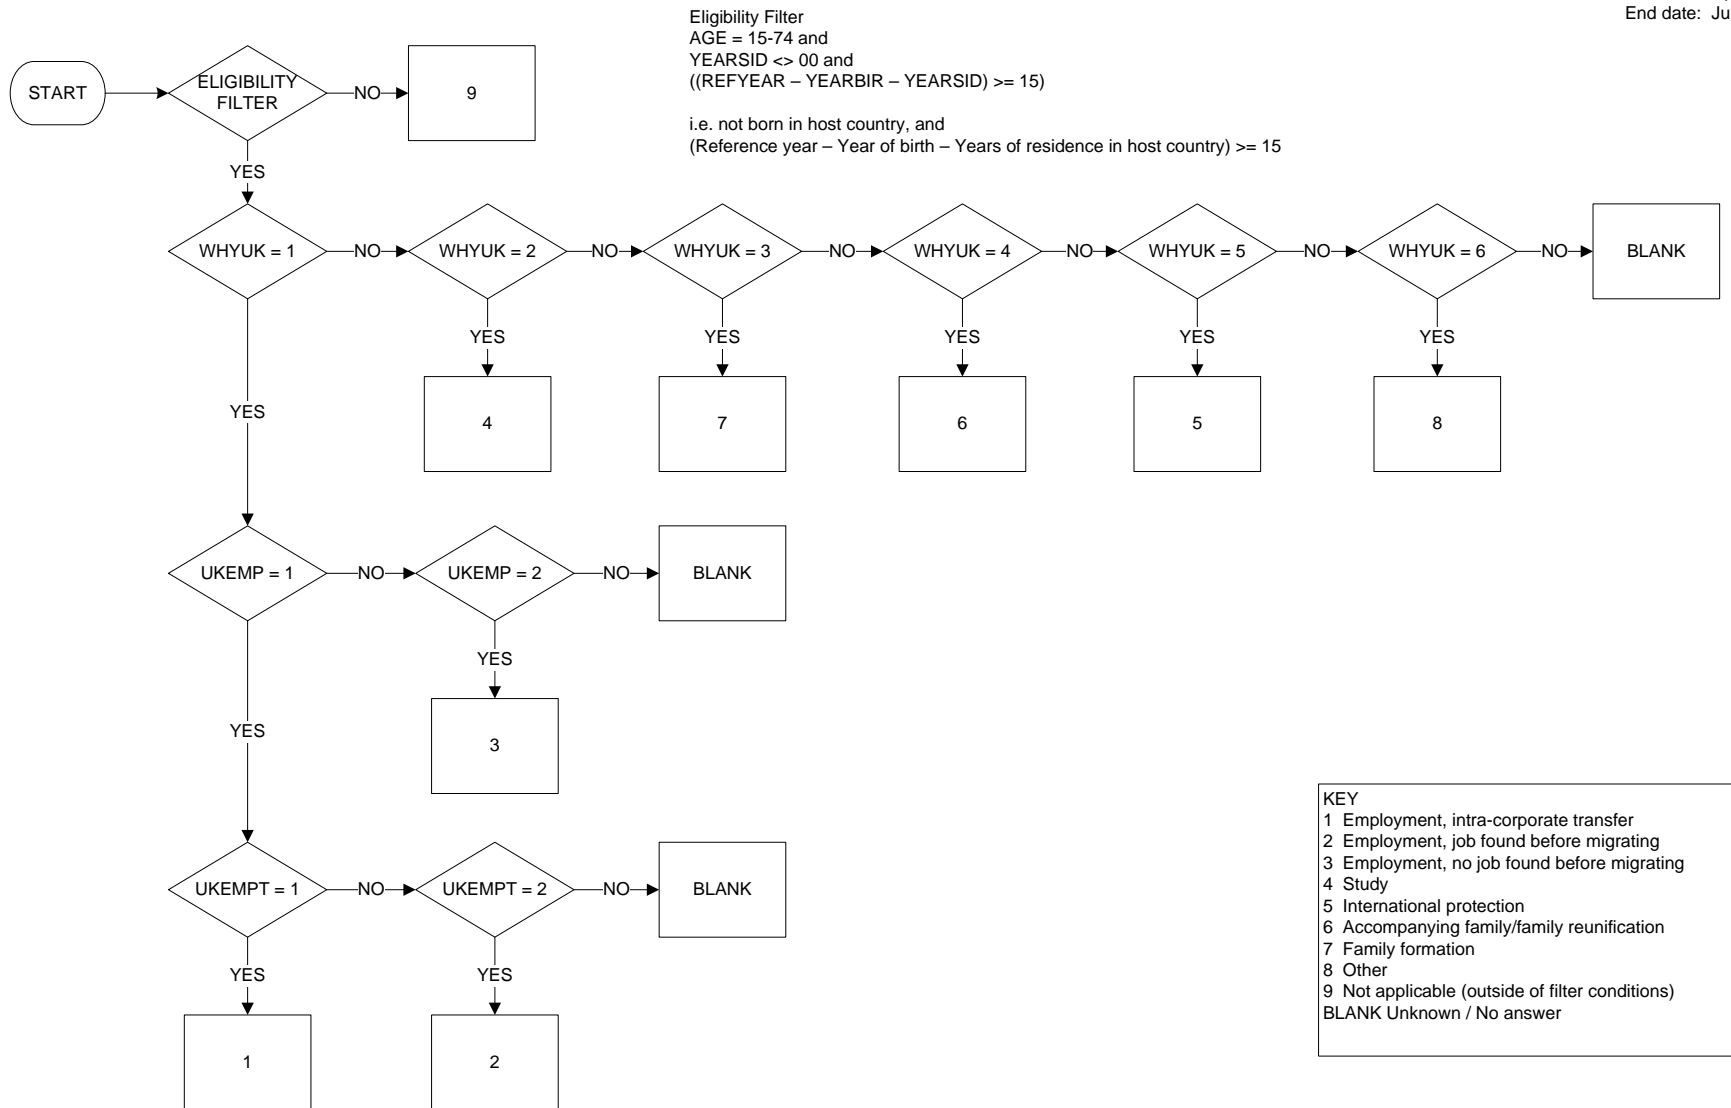 End date: Ju
Eligibility Filter
AGE = 15-74 and
YEARSID <> 00 and
((REFYEAR – YEARBIR – YEARSID) >= 15)
i.e. not born in host country, and
(Reference year – Year of birth – Years of residence in host country) >= 15
START
ELIGIBILITY
FILTER
NO
9
YES
WHYUK = 1
NO
WHYUK = 2
NO
WHYUK = 3
NO
WHYUK = 4
NO
WHYUK = 5
NO
WHYUK = 6
NO
BLANK
YES
YES
YES
YES
YES
YES
4
7
6
5
8
UKEMP = 1
NO
UKEMP = 2
NO
BLANK
YES
YES
3
UKEMPT = 1
NO
UKEMPT = 2
NO
BLANK
YES
YES
1
2
KEY
1 Employment, intra-corporate transfer
2 Employment, job found before migrating
3 Employment, no job found before migrating
4 Study
5 International protection
6 Accompanying family/family reunification
7 Family formation
8 Other
9 Not applicable (outside of filter conditions)
BLANK Unknown / No answer